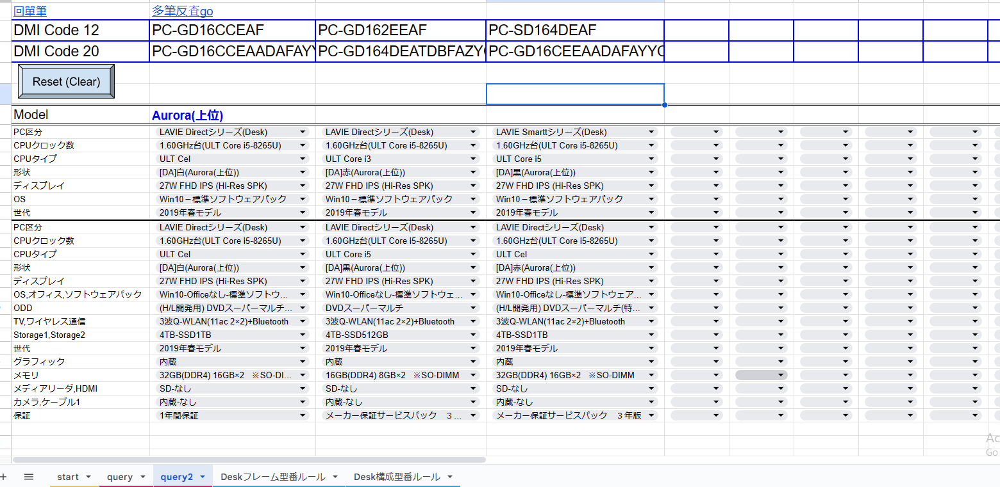 回單筆 多筆反査go
DMI Code 12 PC-GD16CCEAF PC-GD162EEAF PC-SD164DEAF
DMI Code 20 PC-GD16CCEAADAFAYY PC-GD164DEATDBFAZY PC-GD16CEEAADAFAYYC
Reset (Clear)
Model Aurora(上位)
PC区分 LAVIE Directシリーズ(Desk) LAVIE Directシリーズ(Desk) LAVIE Smarttシリーズ(Desk)
CPUクロック数 1.60GHz台(ULT Core i5-8265U) 1.60GHz台(ULT Core i5-8265U) 1.60GHz台(ULT Core i5-8265U)
CPUタイプ ULT Cel ULT Core i3 ULT Core i5
形状 [DA]白(Aurora(上位)) [DA]赤(Aurora(上位)) [DA]黒(Aurora(上位))
ディスプレイ 27W FHD IPS (Hi-Res SPK) 27W FHD IPS (Hi-Res SPK) 27W FHD IPS (Hi-Res SPK)
OS Win10－標準ソフトウェアパック Win10－標準ソフトウェアパック Win10－標準ソフトウェアパック
世代 2019年春モデル 2019年春モデル 2019年春モデル
PC区分 LAVIE Directシリーズ(Desk) LAVIE Directシリーズ(Desk) LAVIE Directシリーズ(Desk)
CPUクロック数 1.60GHz台(ULT Core i5-8265U) 1.60GHz台(ULT Core i5-8265U) 1.60GHz台(ULT Core i5-8265U)
CPUタイプ ULT Cel ULT Core i5 ULT Cel
形状 [DA]白(Aurora(上位)) [DA]黒(Aurora(上位)) [DA]赤(Aurora(上位))
ディスプレイ 27W FHD IPS (Hi-Res SPK) 27W FHD IPS (Hi-Res SPK) 27W FHD IPS (Hi-Res SPK)
OS,オフィス,ソフトウェアパック Win10-Officeなし-標準ソフトウ... Win10-Officeなし-標準ソフトウェ... Win10-Officeなし-標準ソフトウェア...
ODD (H/L開発用) DVDスーパーマルチ... DVDスーパーマルチ (H/L開発用) DVDスーパーマルチ(特...
TV,ワイヤレス通信 3波Q-WLAN(11ac 2×2)+Bluetooth 3波Q-WLAN(11ac 2×2)+Bluetooth 3波Q-WLAN(11ac 2×2)+Bluetooth
Storage1,Storage2 4TB-SSD1TB 4TB-SSD512GB 4TB-SSD1TB
世代 2019年春モデル 2019年春モデル 2019年春モデル
グラフィック 内蔵 内蔵 内蔵
メモリ 32GB(DDR4) 16GB×2 ※SO-DI... 16GB(DDR4) 8GB×2 ※SO-DIMM 32GB(DDR4) 16GB×2 ※SO-DIMM
メディアリーダ,HDMI SD-なし SD-なし SD-なし
カメラ,ケーブル1 内蔵-なし 内蔵-なし 内蔵-なし
保証 1年間保証 メーカー保証サービスパック 3... メーカー保証サービスパック 3年版
Ac
Go
start query query2 Deskフレーム型番ルール Desk構成型番ルール